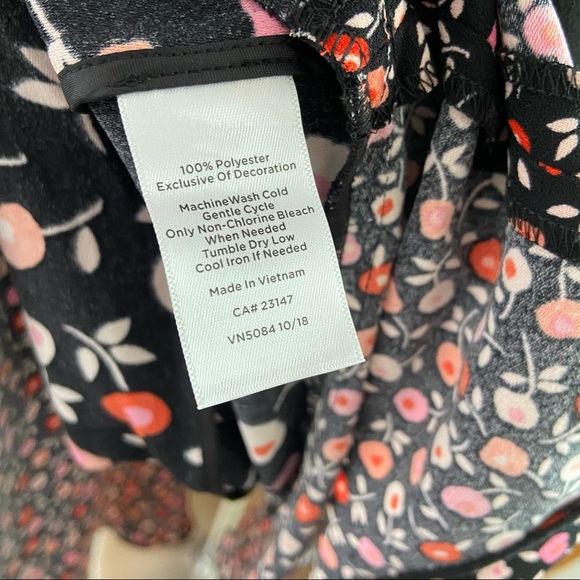 100% Polyester
Exclusive Of Decoration
MachineWash Cold
Gentle Cycle
Only Non-Chlorine Bleach
When Needed
Tumble Dry Low
Cool Iron If Needed
Made In Vietnam
CA# 23147
VN5084 10/18